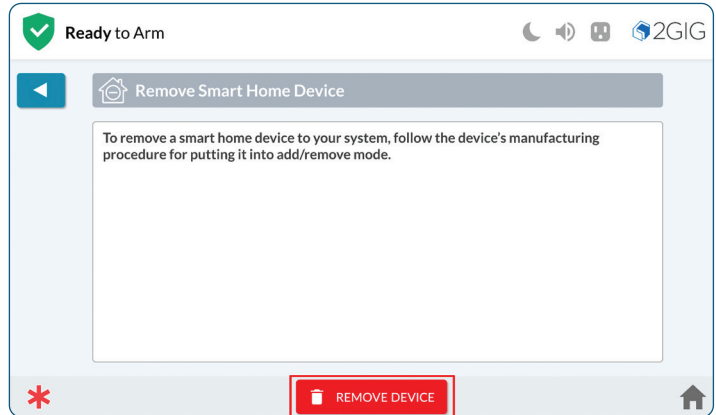 Ready to Arm
2GIG
Remove Smart Home Device
To remove a smart home device to your system, follow the device's manufacturing
procedure for putting it into add/remove mode.
REMOVE DEVICE